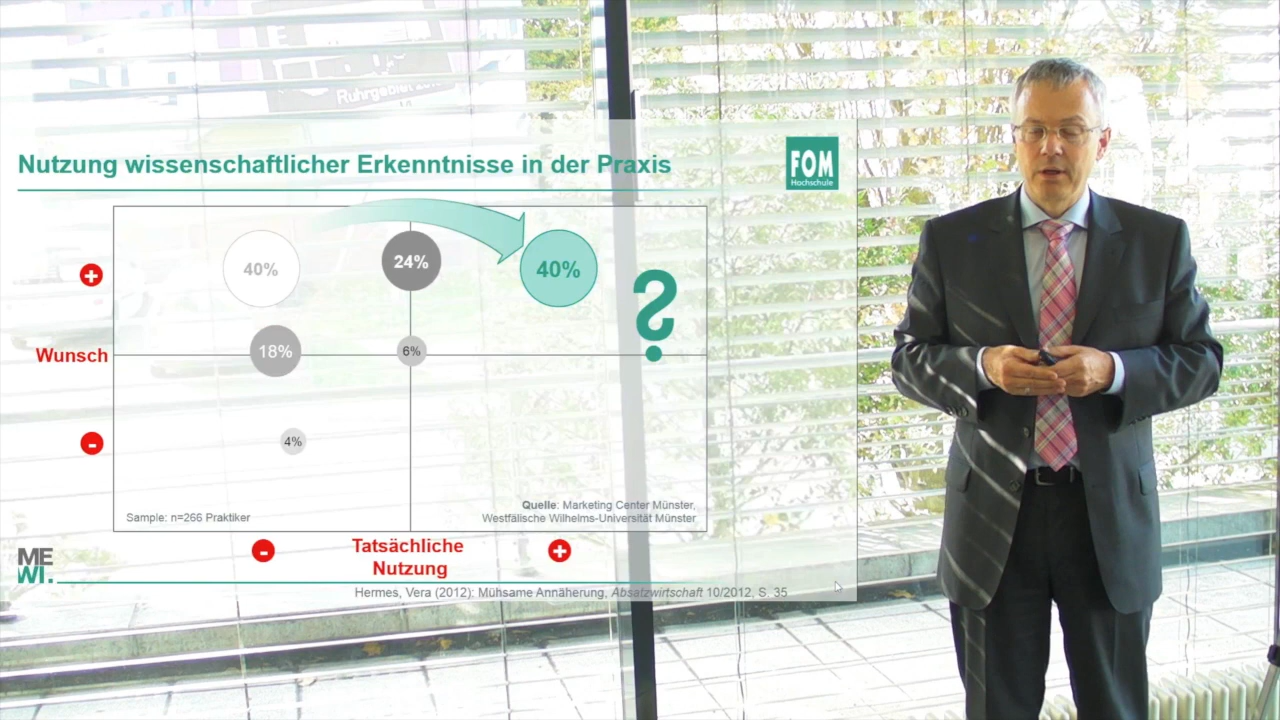 Ruhrgebiet
Nutzung wissenschaftlicher Erkenntnisse in der Praxis
FOM
Hochschule
40%
24%
40%
+
?
18%
6%
Wunsch
-
4%
Quelle: Marketing Center Münster,
Sample: n=266 Praktiker
Westfälische Wilhelms-Universität Münster
-
Tatsächliche
+
Nutzung
ME
WI.
Hermes, Vera (2012): Mühsame Annäherung, Absatzwirtschaft 10/2012, S. 35